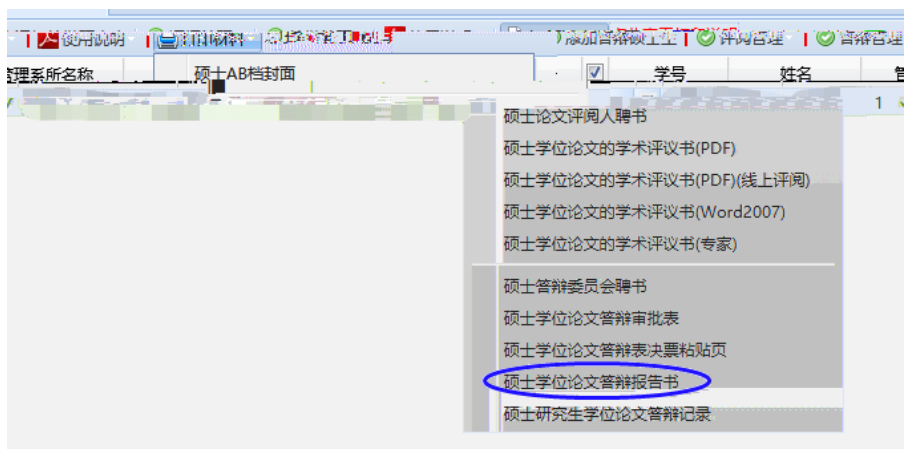 使用说明 打印材料 添加答辩硕士生 评阅管理 答辩管理
管理系所名称 硕士AB档封面 学号 姓名
1
硕士论文评阅人聘书
硕士学位论文的学术评议书(PDF)
硕士学位论文的学术评议书(PDF)(线上评阅)
硕士学位论文的学术评议书(Word2007)
硕士学位论文的学术评议书(专家)
硕士答辩委员会聘书
硕士学位论文答辩审批表
硕士学位论文答辩表决票粘贴页
硕士学位论文答辩报告书
硕士研究生学位论文答辩记录